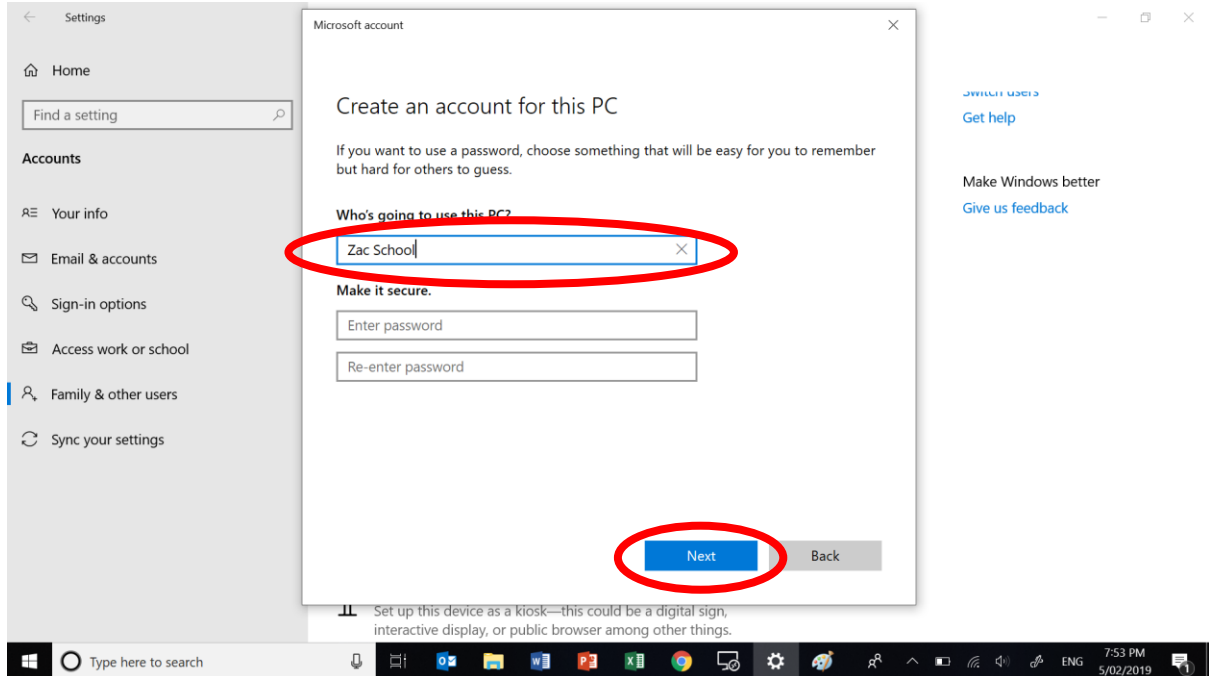 Settings
Home
Find a setting
Accounts
Your info
Email & accounts
Sign-in options
Access work or school
Family & other users
Sync your settings
Microsoft account
Create an account for this PC
If you want to use a password, choose something that will be easy for you to remember
but hard for others to guess.
Who's going to use this PC?
Zac School
Make it secure.
Enter password
Re-enter password
Next
Back
Switch users
Get help
Make Windows better
Give us feedback
Set up this device as a kiosk—this could be a digital sign,
interactive display, or public browser among other things.
Type here to search
ENG
7:53 PM
5/02/2019
1